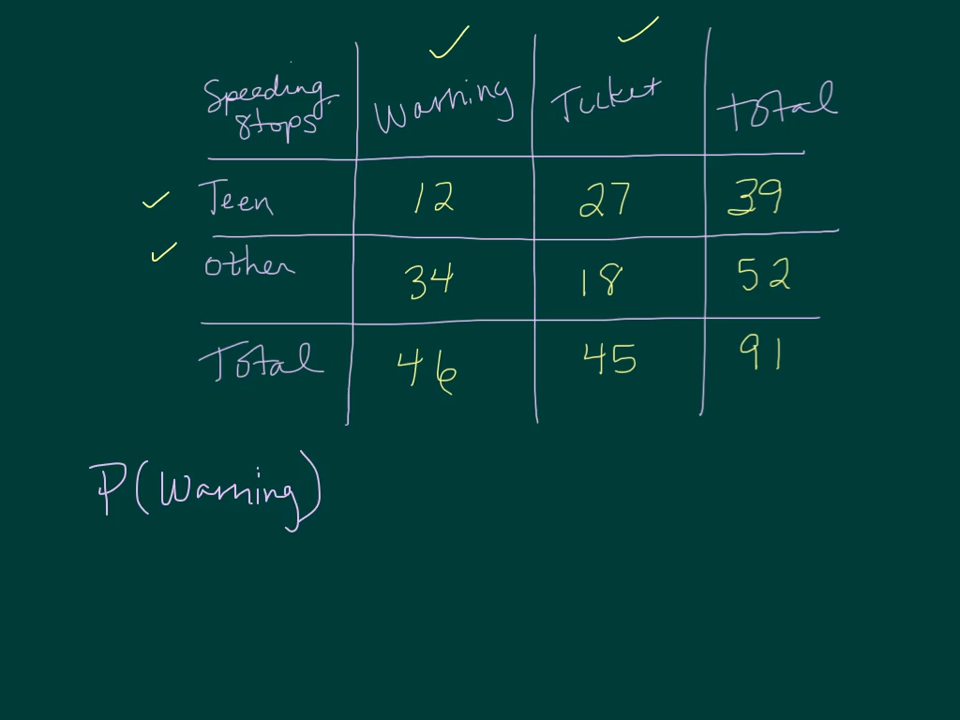 Speeding Stops | Warning | Ticket | Total
Teen | 12 | 27 | 39
Other | 34 | 18 | 52
Total | 46 | 45 | 91
P(Warning)